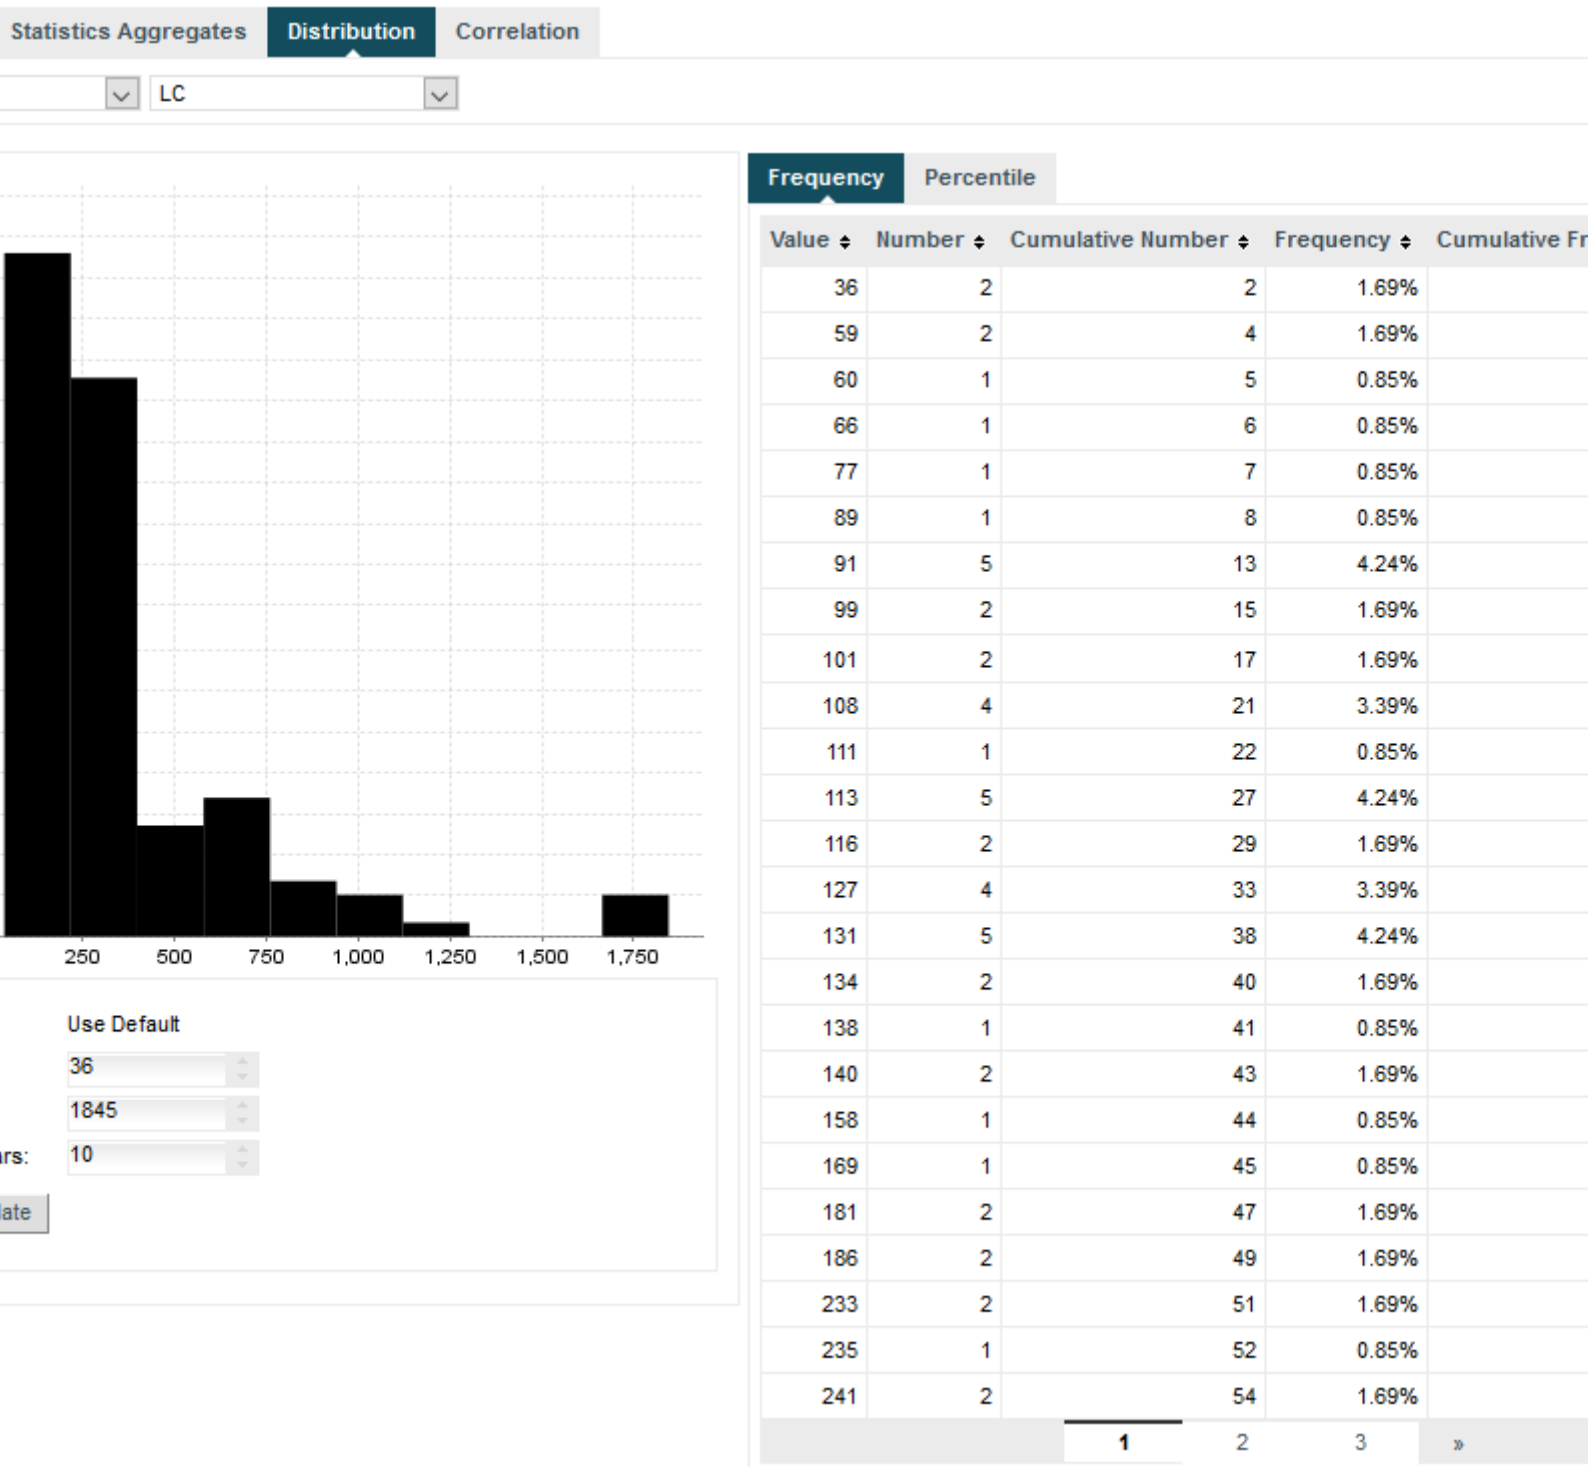 Statistics Aggregates Distribution Correlation
LC
250 500 750 1,000 1,250 1,500 1,750
Use Default
36
1845
10
Frequency Percentile
Value Number Cumulative Number Frequency Cumulative
36 2 2 1.69%
59 2 4 1.69%
60 1 5 0.85%
66 1 6 0.85%
77 1 7 0.85%
89 1 8 0.85%
91 5 13 4.24%
99 2 15 1.69%
101 2 17 1.69%
108 4 21 3.39%
111 1 22 0.85%
113 5 27 4.24%
116 2 29 1.69%
127 4 33 3.39%
131 5 38 4.24%
134 2 40 1.69%
138 1 41 0.85%
140 2 43 1.69%
158 1 44 0.85%
169 1 45 0.85%
181 2 47 1.69%
186 2 49 1.69%
233 2 51 1.69%
235 1 52 0.85%
241 2 54 1.69%
1 2 3 »